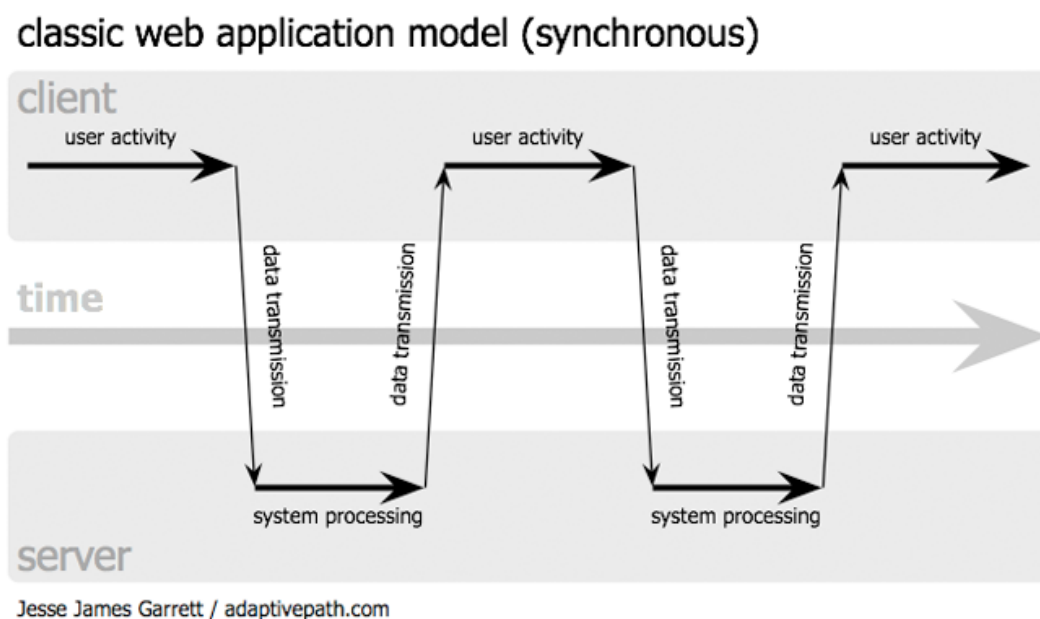 classic web application model (synchronous)
client
user activity
user activity
user activity
data transmission
data transmission
data transmission
data transmission
time
system processing
system processing
server
Jesse James Garrett / adaptivepath.com